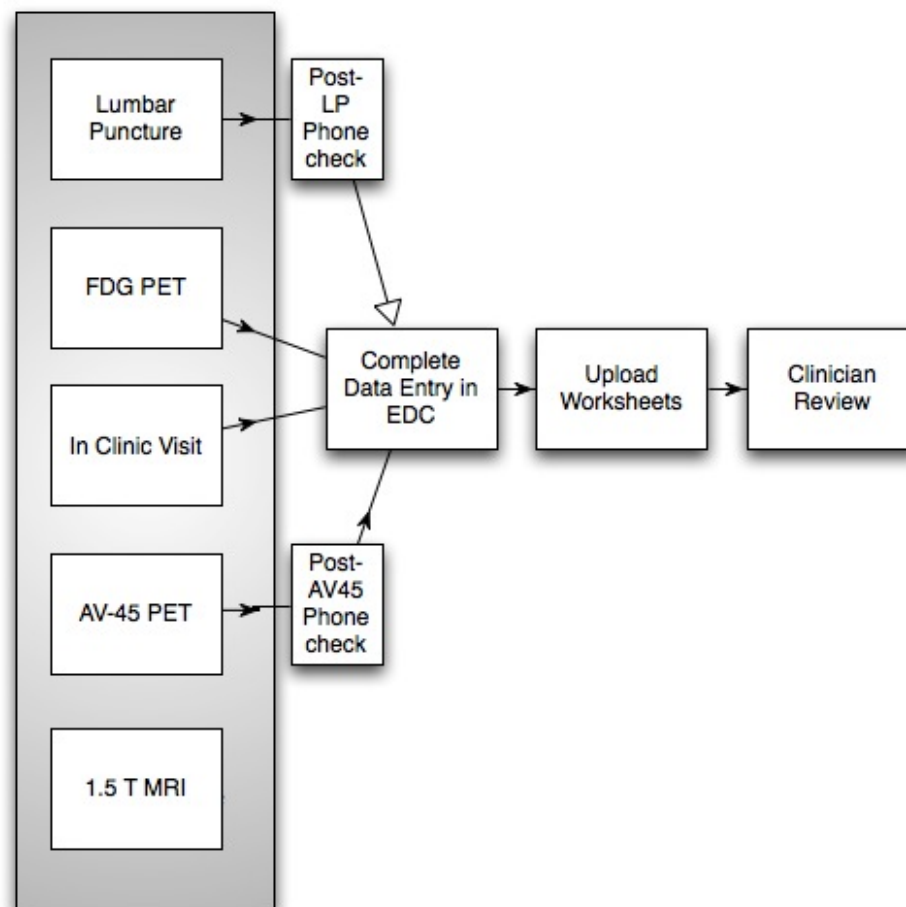 Lumbar
Puncture
Post-
LP
Phone
check
FDG PET
In Clinic Visit
Complete
Data Entry in
EDC
Upload
Worksheets
Clinician
Review
AV-45 PET
Post-
AV45
Phone
check
1.5 T MRI